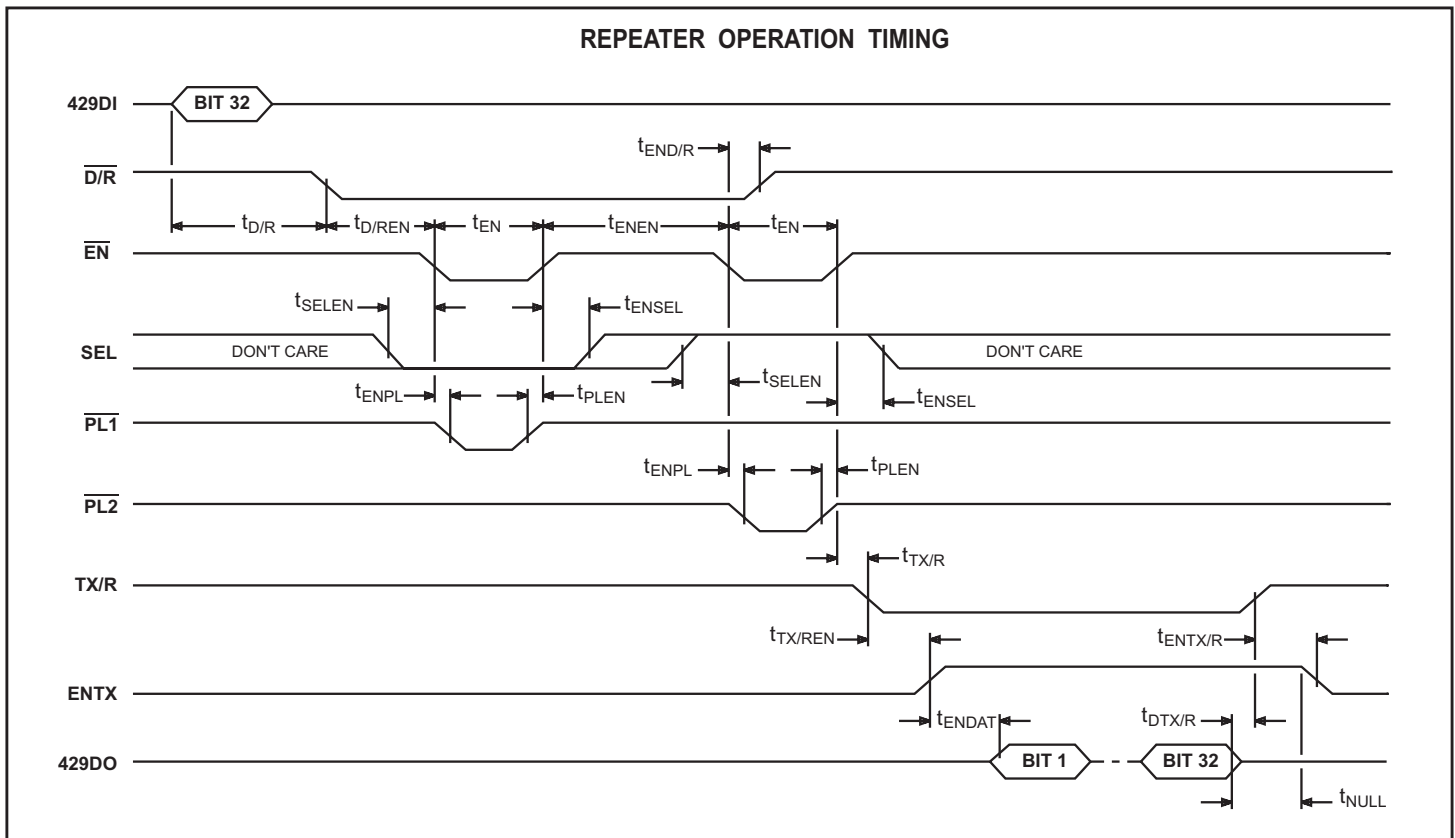 REPEATER OPERATION TIMING
429DI
BIT 32
tEND/R
D/R
tD/R
tD/REN
tEN
tENEN
tEN
EN
tSELEN
tENSEL
SEL
DON'T CARE
DON'T CARE
tSELEN
tENSEL
tENPL
tPLEN
PL1
tENPL
tPLEN
PL2
tTX/R
TX/R
tTX/REN
tENTX/R
ENTX
tENDAT
tDTX/R
429DO
BIT 1
BIT 32
tNULL